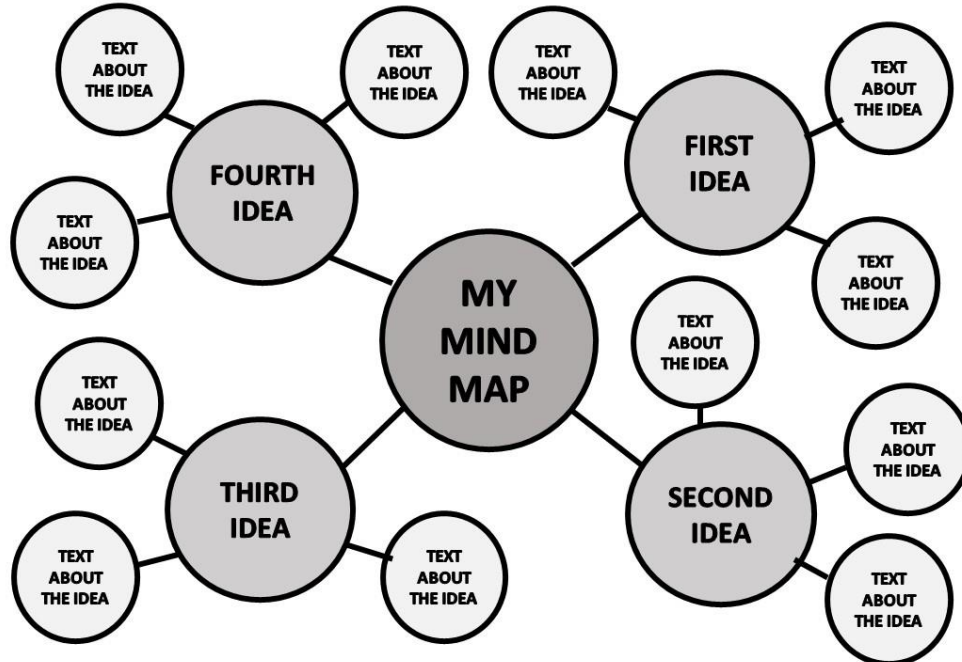 MY
MIND
MAP
FIRST
IDEA
TEXT
ABOUT
THE IDEA
TEXT
ABOUT
THE IDEA
TEXT
ABOUT
THE IDEA
SECOND
IDEA
TEXT
ABOUT
THE IDEA
TEXT
ABOUT
THE IDEA
TEXT
ABOUT
THE IDEA
THIRD
IDEA
TEXT
ABOUT
THE IDEA
TEXT
ABOUT
THE IDEA
TEXT
ABOUT
THE IDEA
FOURTH
IDEA
TEXT
ABOUT
THE IDEA
TEXT
ABOUT
THE IDEA
TEXT
ABOUT
THE IDEA